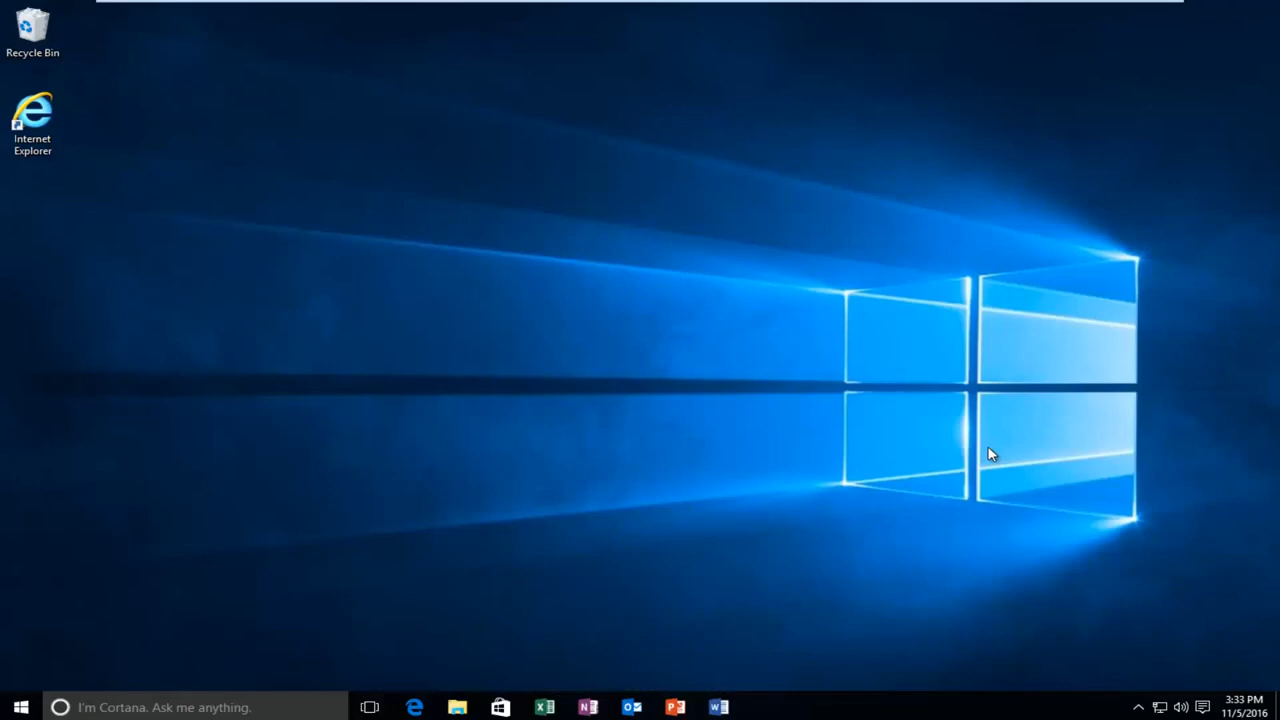 Recycle Bin
Internet
Explorer
I'm Cortana. Ask me anything.
3:33 PM
11/5/2016